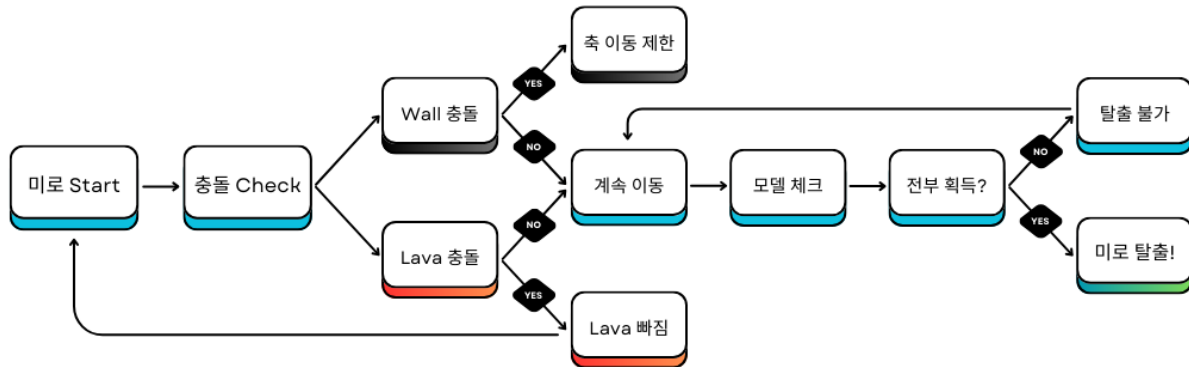 미로 Start
충돌 Check
Wall 충돌
Lava 충돌
YES
NO
NO
YES
축 이동 제한
계속 이동
Lava 빠짐
모델 체크
전부 획득?
NO
YES
탈출 불가
미로 탈출!